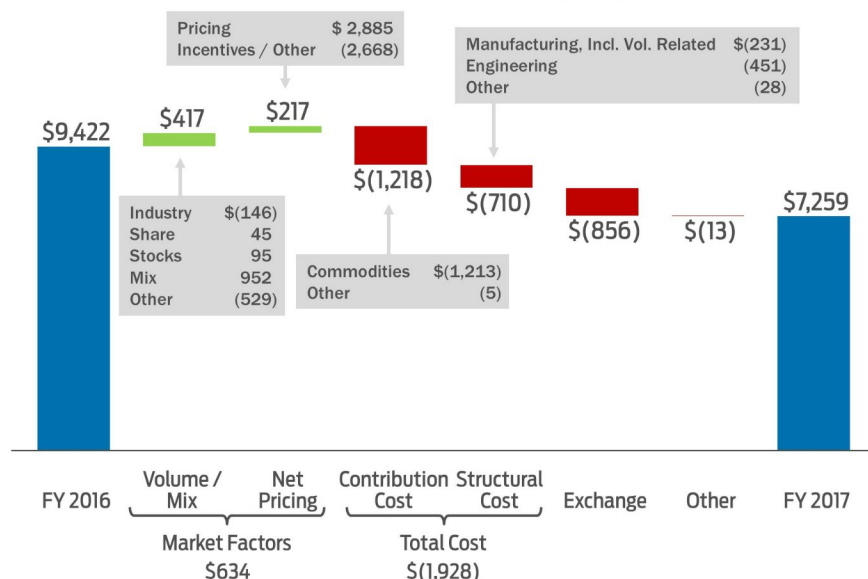 Pricing $ 2,885
Incentives / Other (2,668)
Manufacturing, Incl. Vol. Related $(231)
Engineering (451)
Other (28)
$9,422
$417
$217
$(1,218)
$(710)
$(856)
$(13)
$7,259
Industry $(146)
Share 45
Stocks 95
Mix 952
Other (529)
Commodities $(1,213)
Other (5)
FY 2016
Volume /
Mix
Net
Pricing
Contribution
Cost
Structural
Cost
Exchange
Other
FY 2017
Market Factors
$634
Total Cost
$(1,928)